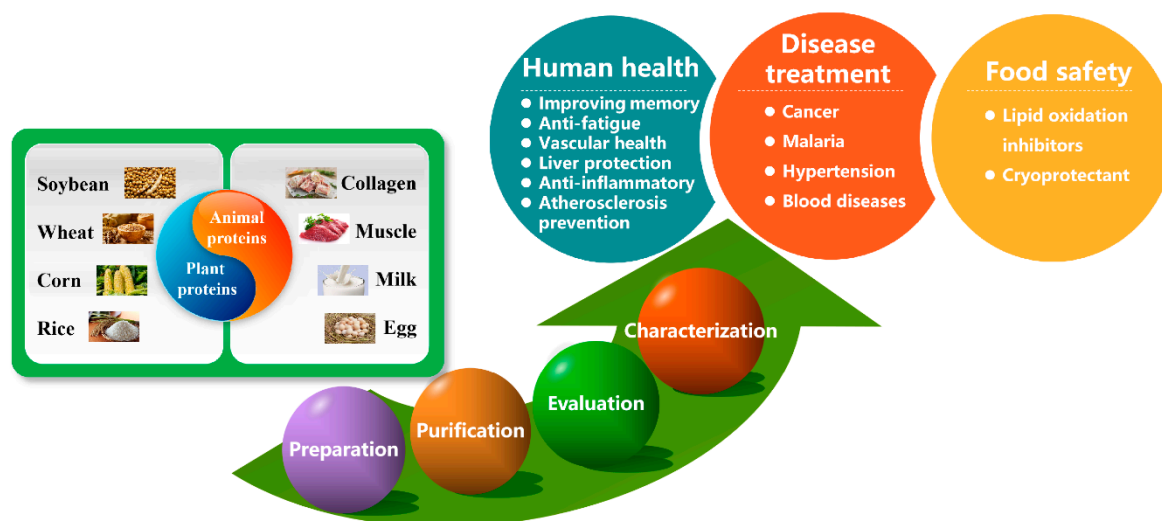 Human health
Improving memory
Anti-fatigue
Vascular health
Liver protection
Anti-inflammatory
Atherosclerosis
prevention
Disease
treatment
Cancer
Malaria
Hypertension
Blood diseases
Food safety
Lipid oxidation
inhibitors
Cryoprotectant
Soybean
Wheat
Corn
Rice
Animal
proteins
Plant
proteins
Collagen
Muscle
Milk
Egg
Preparation
Purification
Evaluation
Characterization